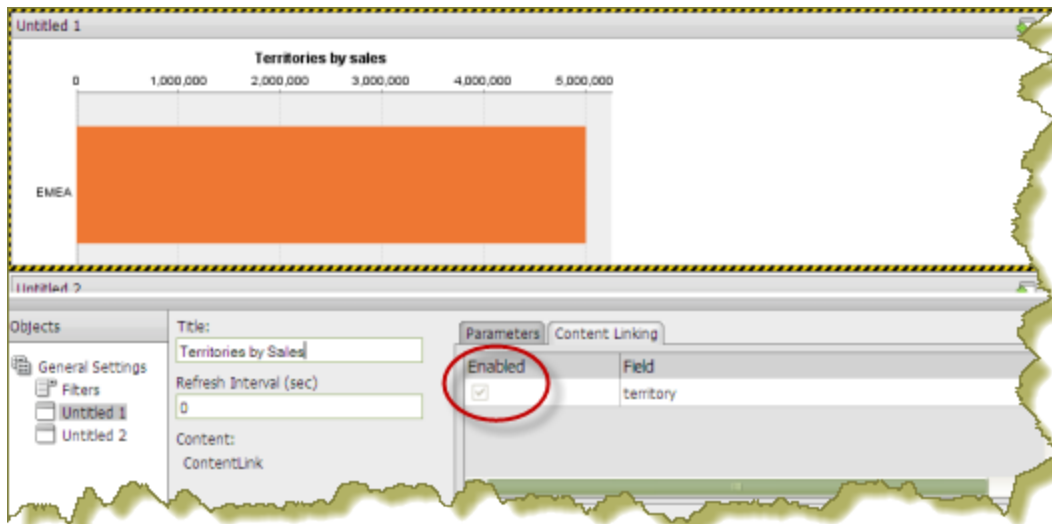 Untitled 1
Territories by sales
0 1,000,000 2,000,000 3,000,000 4,000,000 5,000,000
EMEA
Untitled 2
Objects
General Settings
Filters
Untitled 1
Untitled 2
Title:
Territories by Sales
Refresh Interval (sec)
0
Content:
ContentLink
Parameters Content Linking
Enabled Field
territory